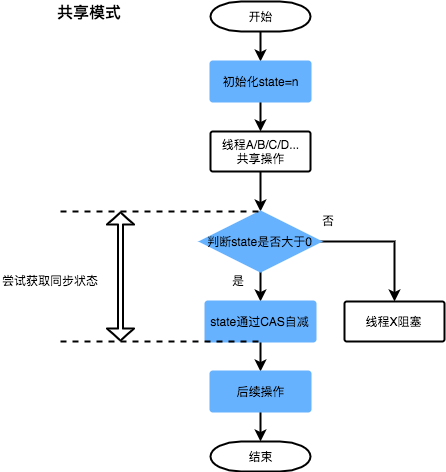 共享模式
开始
初始化state=n
线程A/B/C/D...
共享操作
判断state是否大于0
否
是
尝试获取同步状态
state通过CAS自减
线程X阻塞
后续操作
结束